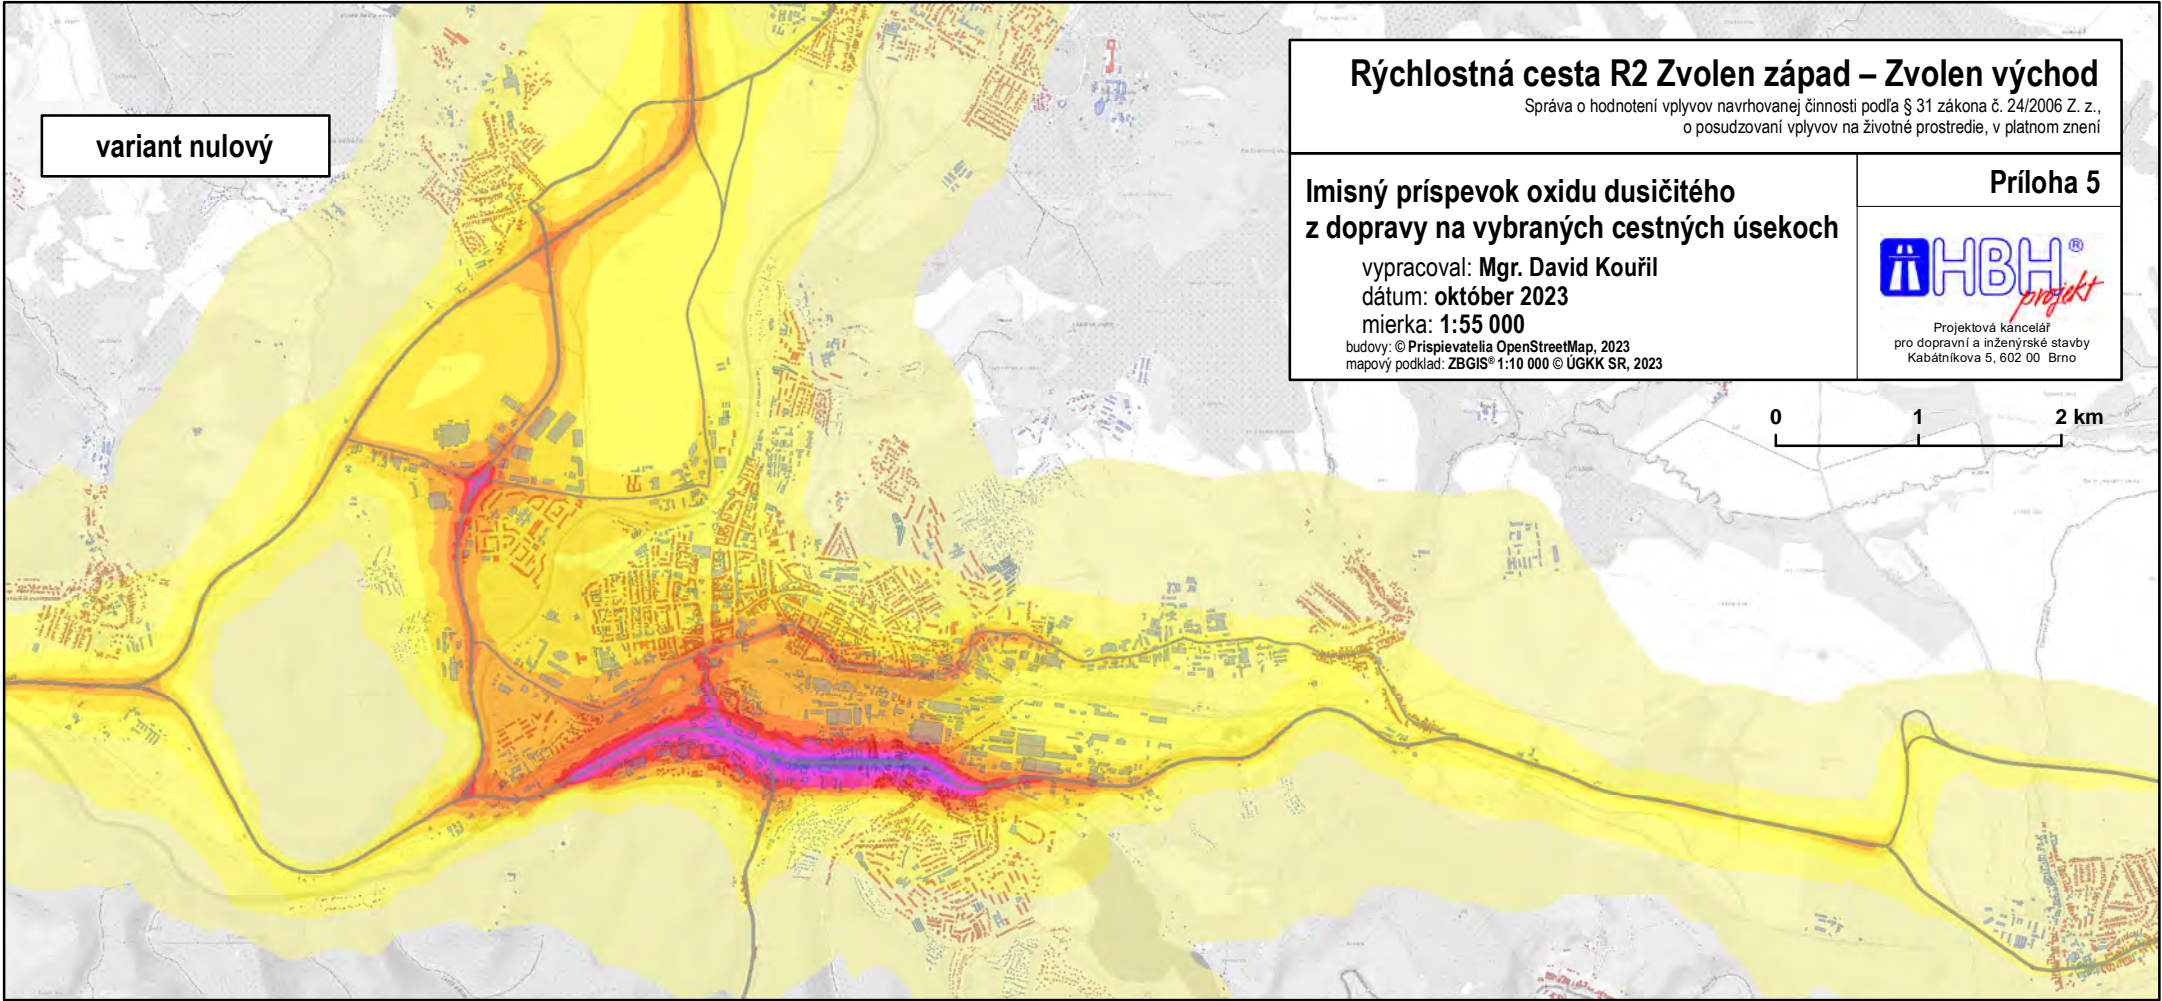 variant nulový
Rýchlostná cesta R2 Zvolen západ – Zvolen východ
Správa o hodnotení vplyvov navrhovanej činnosti podľa § 31 zákona č. 24/2006 Z. z.,
o posudzovaní vplyvov na životné prostredie, v platnom znení
Imisný príspevok oxidu dusičitého
z dopravy na vybraných cestných úsekoch
vypracoval: Mgr. David Kouřil
dátum: október 2023
mierka: 1:55 000
budovy: © Prispievatelia OpenStreetMap, 2023
mapový podklad: ZBGIS® 1:10 000 © ÚGKK SR, 2023
Príloha 5
HBH®
projekt
Projektová kancelář
pro dopravní a inženýrské stavby
Kabátníkova 5, 602 00 Brno
0 1 2 km